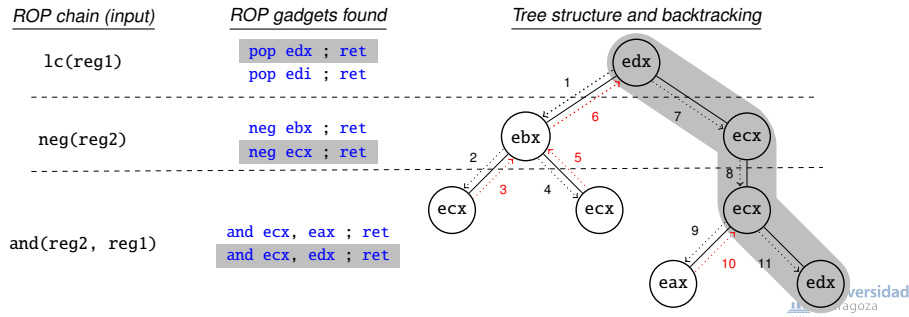 ROP chain (input)
ROP gadgets found
Tree structure and backtracking
lc(reg1)
pop edx ; ret
pop edi ; ret
neg(reg2)
neg ebx ; ret
neg ecx ; ret
and(reg2, reg1)
and ecx, eax ; ret
and ecx, edx ; ret
edx
1
6
7
ebx
ecx
2
3
5
4
8
ecx
ecx
ecx
9
10
11
eax
edx
versidad
ragoza